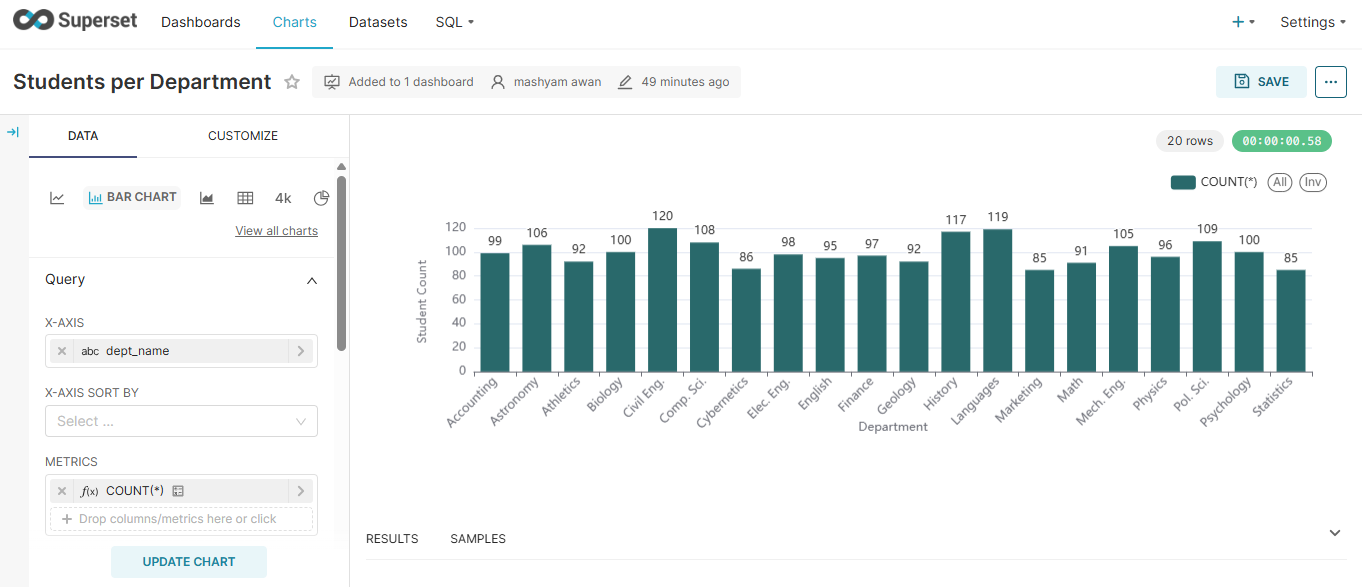 Superset Dashboards Charts Datasets SQL Settings
Students per Department Added to 1 dashboard mashyam awan 49 minutes ago SAVE ...
DATA CUSTOMIZE
BAR CHART 4k
View all charts
Query
X-AXIS
abc dept_name
X-AXIS SORT BY
Select ...
METRICS
f(x) COUNT(*)
+ Drop columns/metrics here or click
UPDATE CHART
20 rows 00:00:00.58
COUNT(*) All Inv
Student Count
120
100
80
60
40
20
0
99 106 92 100 120 108 86 98 95 97 92 117 119 85 91 105 96 109 100 85
Accounting Astronomy Athletics Biology Civil Eng. Comp. Sci. Cybernetics Elec. Eng. English Finance Geology History Languages Marketing Math Mech. Eng. Physics Pol. Sci. Psychology Statistics
Department
RESULTS SAMPLES